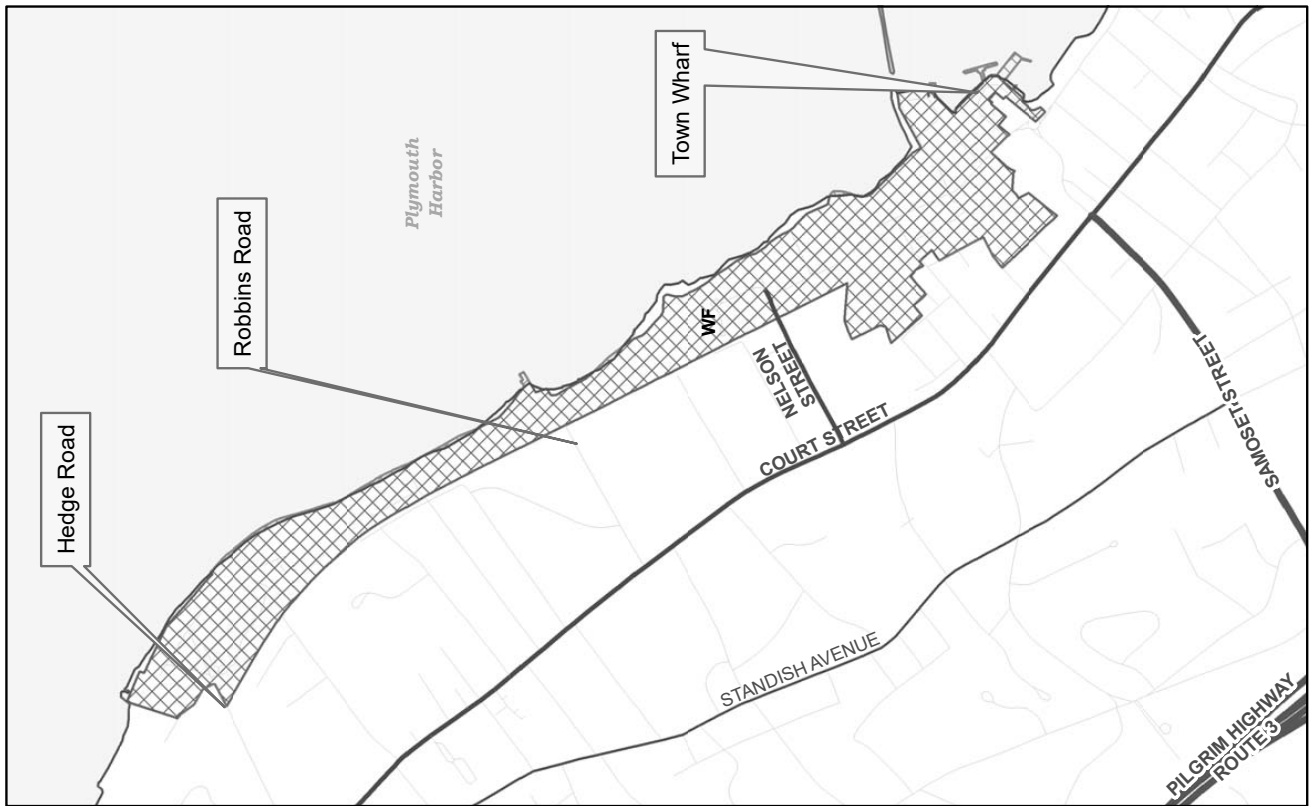 Hedge Road
Robbins Road
Town Wharf
Plymouth
Harbor
WF
NELSON
STREET
COURT STREET
STANDISH AVENUE
SAMOSET STREET
PILGRIM HIGHWAY
ROUTE 3